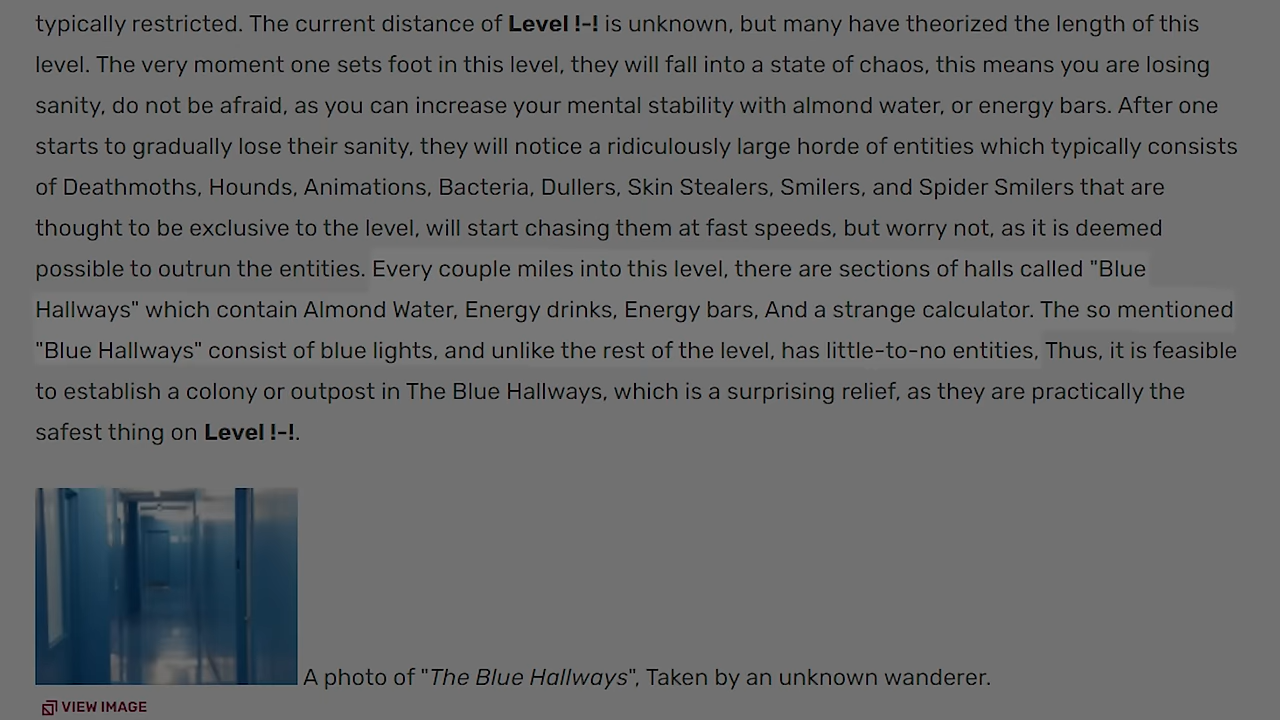 typically restricted. The current distance of Level !-! is unknown, but many have theorized the length of this
level. The very moment one sets foot in this level, they will fall into a state of chaos, this means you are losing
sanity, do not be afraid, as you can increase your mental stability with almond water, or energy bars. After one
starts to gradually lose their sanity, they will notice a ridiculously large horde of entities which typically consists
of Deathmoths, Hounds, Animations, Bacteria, Dullers, Skin Stealers, Smilers, and Spider Smilers that are
thought to be exclusive to the level, will start chasing them at fast speeds, but worry not, as it is deemed
possible to outrun the entities. Every couple miles into this level, there are sections of halls called "Blue
Hallways" which contain Almond Water, Energy drinks, Energy bars, And a strange calculator. The so mentioned
"Blue Hallways" consist of blue lights, and unlike the rest of the level, has little-to-no entities, Thus, it is feasible
to establish a colony or outpost in The Blue Hallways, which is a surprising relief, as they are practically the
safest thing on Level !-!.
A photo of "The Blue Hallways", Taken by an unknown wanderer.
VIEW IMAGE